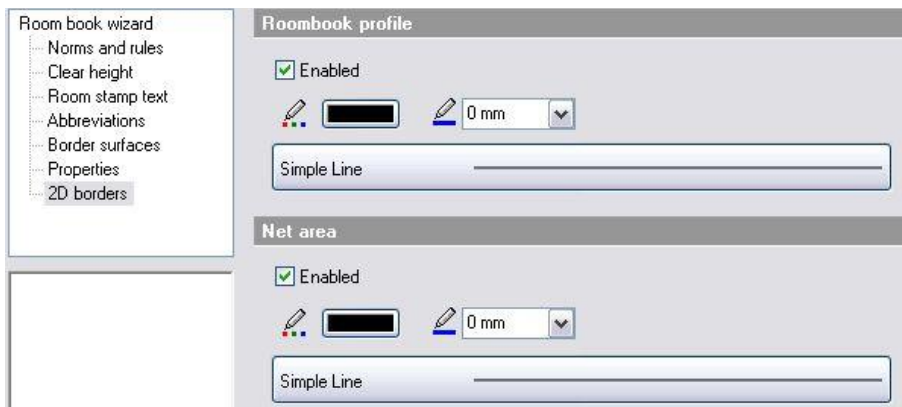 Room book wizard
Norms and rules
Clear height
Room stamp text
Abbreviations
Border surfaces
Properties
2D borders
Roombook profile
Enabled
0 mm
Simple Line
Net area
Enabled
0 mm
Simple Line